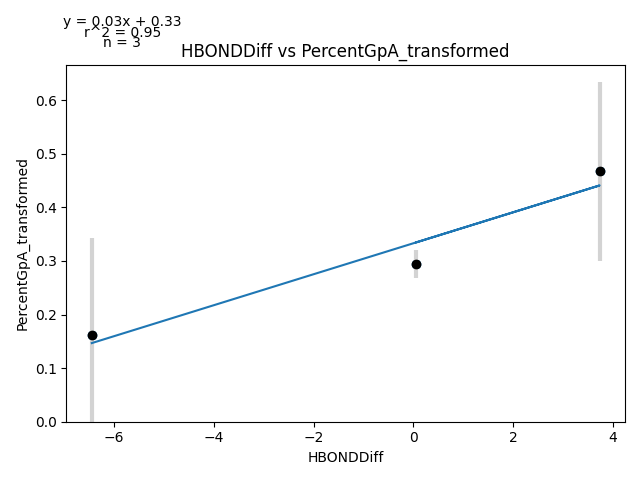 y = 0.03x + 0.33
r^2 = 0.95
n = 3
HBONDDiff vs PercentGpA_transformed
PercentGpA_transformed
0.6
0.5
0.4
0.3
0.2
0.1
0.0
−6
−4
−2
0
2
4
HBONDDiff